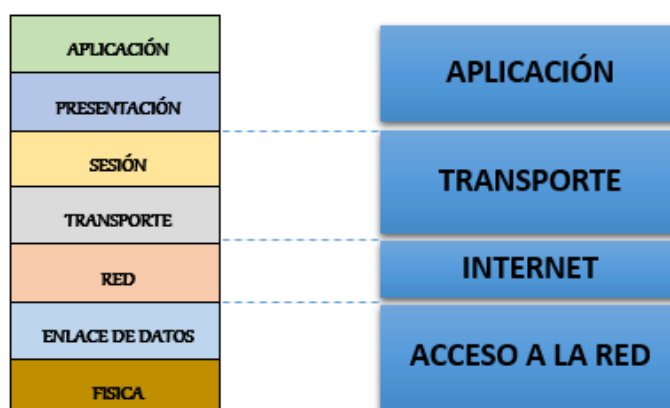 APLICACIÓN
PRESENTACIÓN
SESIÓN
TRANSPORTE
RED
ENLACE DE DATOS
FISICA
APLICACIÓN
TRANSPORTE
INTERNET
ACCESO A LA RED